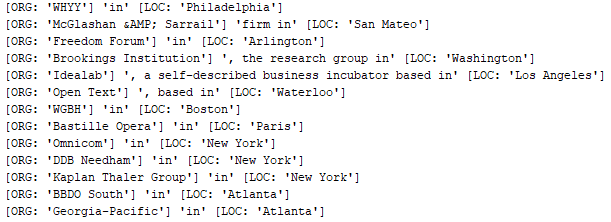 [ORG: 'WHYY'] 'in' [LOC: 'Philadelphia']
[ORG: 'McGlashan &AMP; Sarrail'] 'firm in' [LOC: 'San Mateo']
[ORG: 'Freedom Forum'] 'in' [LOC: 'Arlington']
[ORG: 'Brookings Institution'] ', the research group in' [LOC: 'Washington']
[ORG: 'Idealab'] ', a self-described business incubator based in' [LOC: 'Los Angeles']
[ORG: 'Open Text'] ', based in' [LOC: 'Waterloo']
[ORG: 'WGBH'] 'in' [LOC: 'Boston']
[ORG: 'Bastille Opera'] 'in' [LOC: 'Paris']
[ORG: 'Omnicom'] 'in' [LOC: 'New York']
[ORG: 'DDB Needham'] 'in' [LOC: 'New York']
[ORG: 'Kaplan Thaler Group'] 'in' [LOC: 'New York']
[ORG: 'BBDO South'] 'in' [LOC: 'Atlanta']
[ORG: 'Georgia-Pacific'] 'in' [LOC: 'Atlanta']